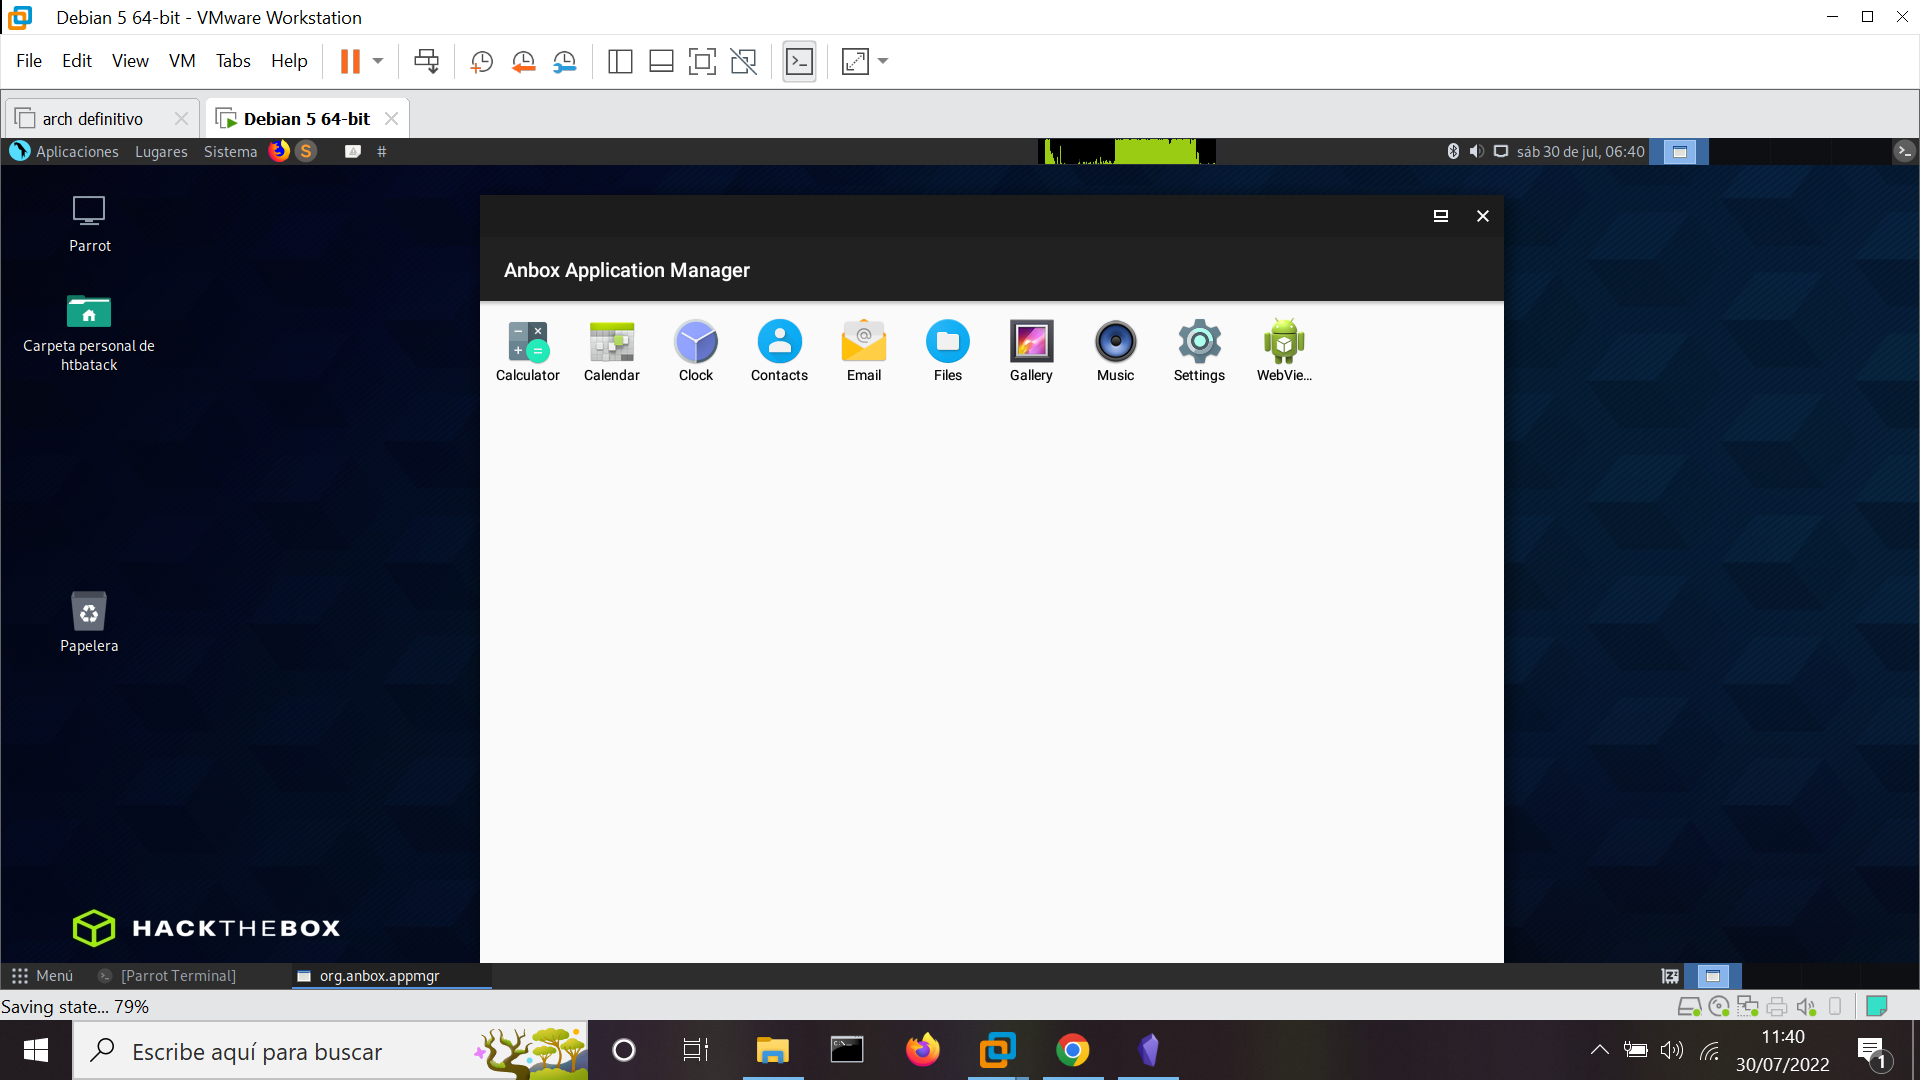 Debian 5 64-bit - VMware Workstation
File Edit View VM Tabs Help
arch definitivo
Debian 5 64-bit
Aplicaciones Lugares Sistema S # sáb 30 de jul, 06:40
Parrot
Carpeta personal de
htbatack
Papelera
Anbox Application Manager
Calculator Calendar Clock Contacts Email Files Gallery Music Settings WebVie...
HACKTHEBOX
Menú [Parrot Terminal] org.anbox.appmgr
Saving state... 79%
Escribe aquí para buscar
11:40
30/07/2022
1